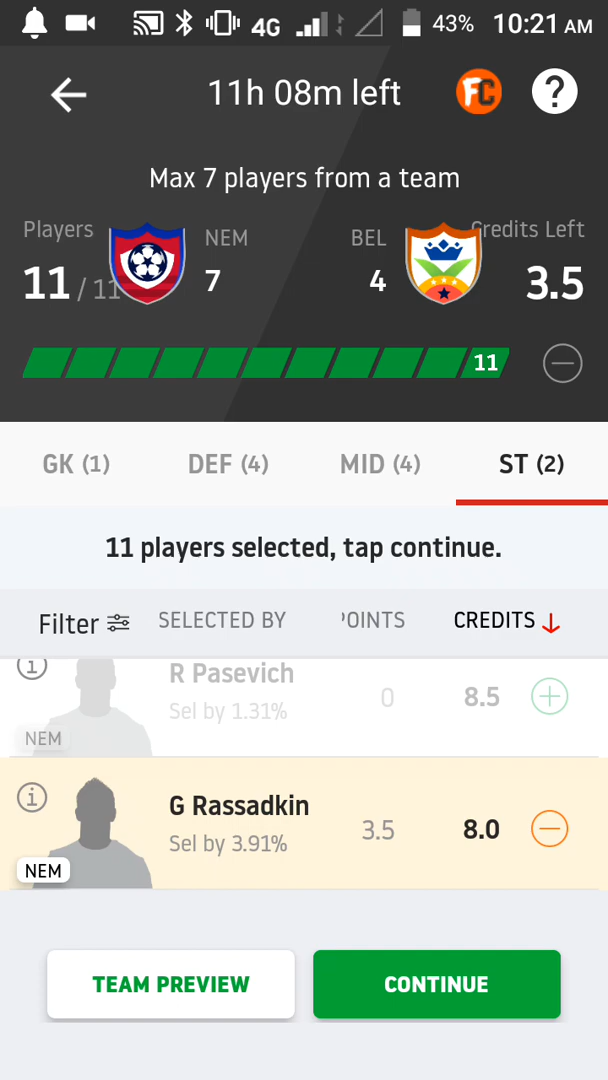 4G 43% 10:21 AM
11h 08m left FC ?
Max 7 players from a team
Players NEM BEL Credits Left
11 / 11 7 4 3.5
11
GK (1) DEF (4) MID (4) ST (2)
11 players selected, tap continue.
Filter SELECTED BY POINTS CREDITS
R Pasevich
Sel by 1.31% 0 8.5
NEM
G Rassadkin
Sel by 3.91% 3.5 8.0
NEM
TEAM PREVIEW CONTINUE